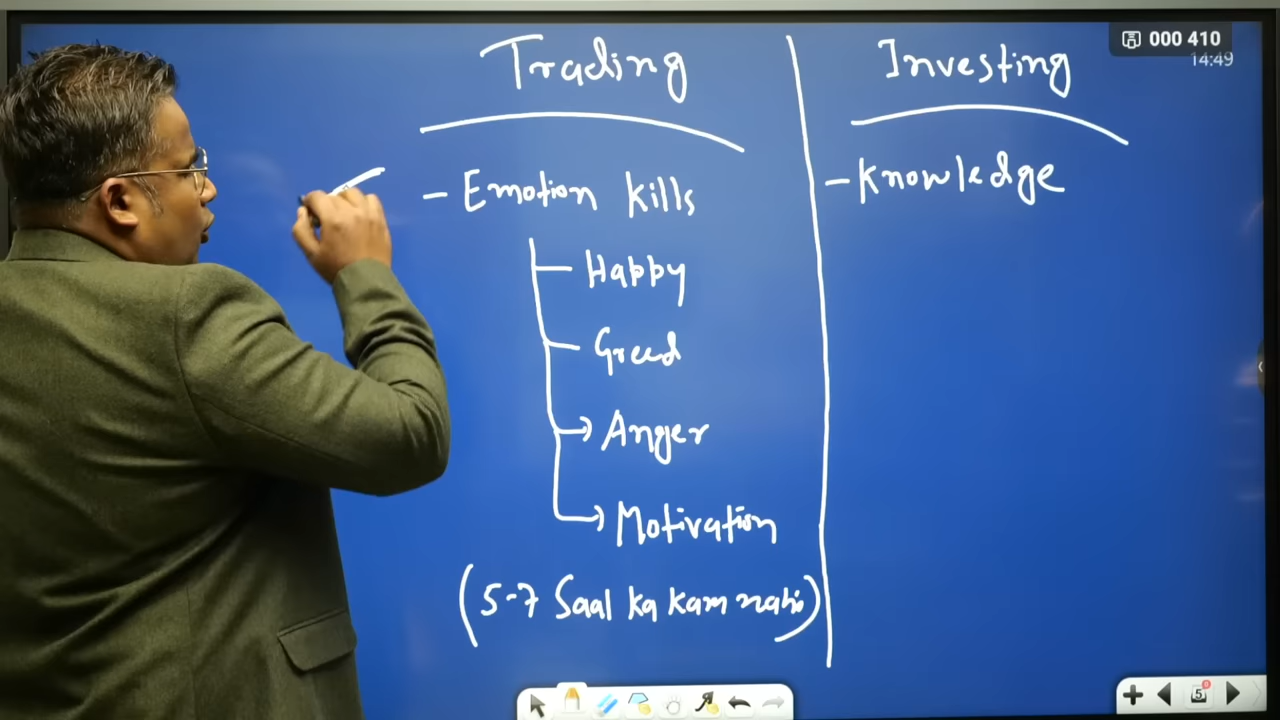 000 410
14:49
Trading
Investing
- Emotion kills
- Knowledge
Happy
Greed
Anger
Motivation
(5-7 Saal ka kam nahi)
5